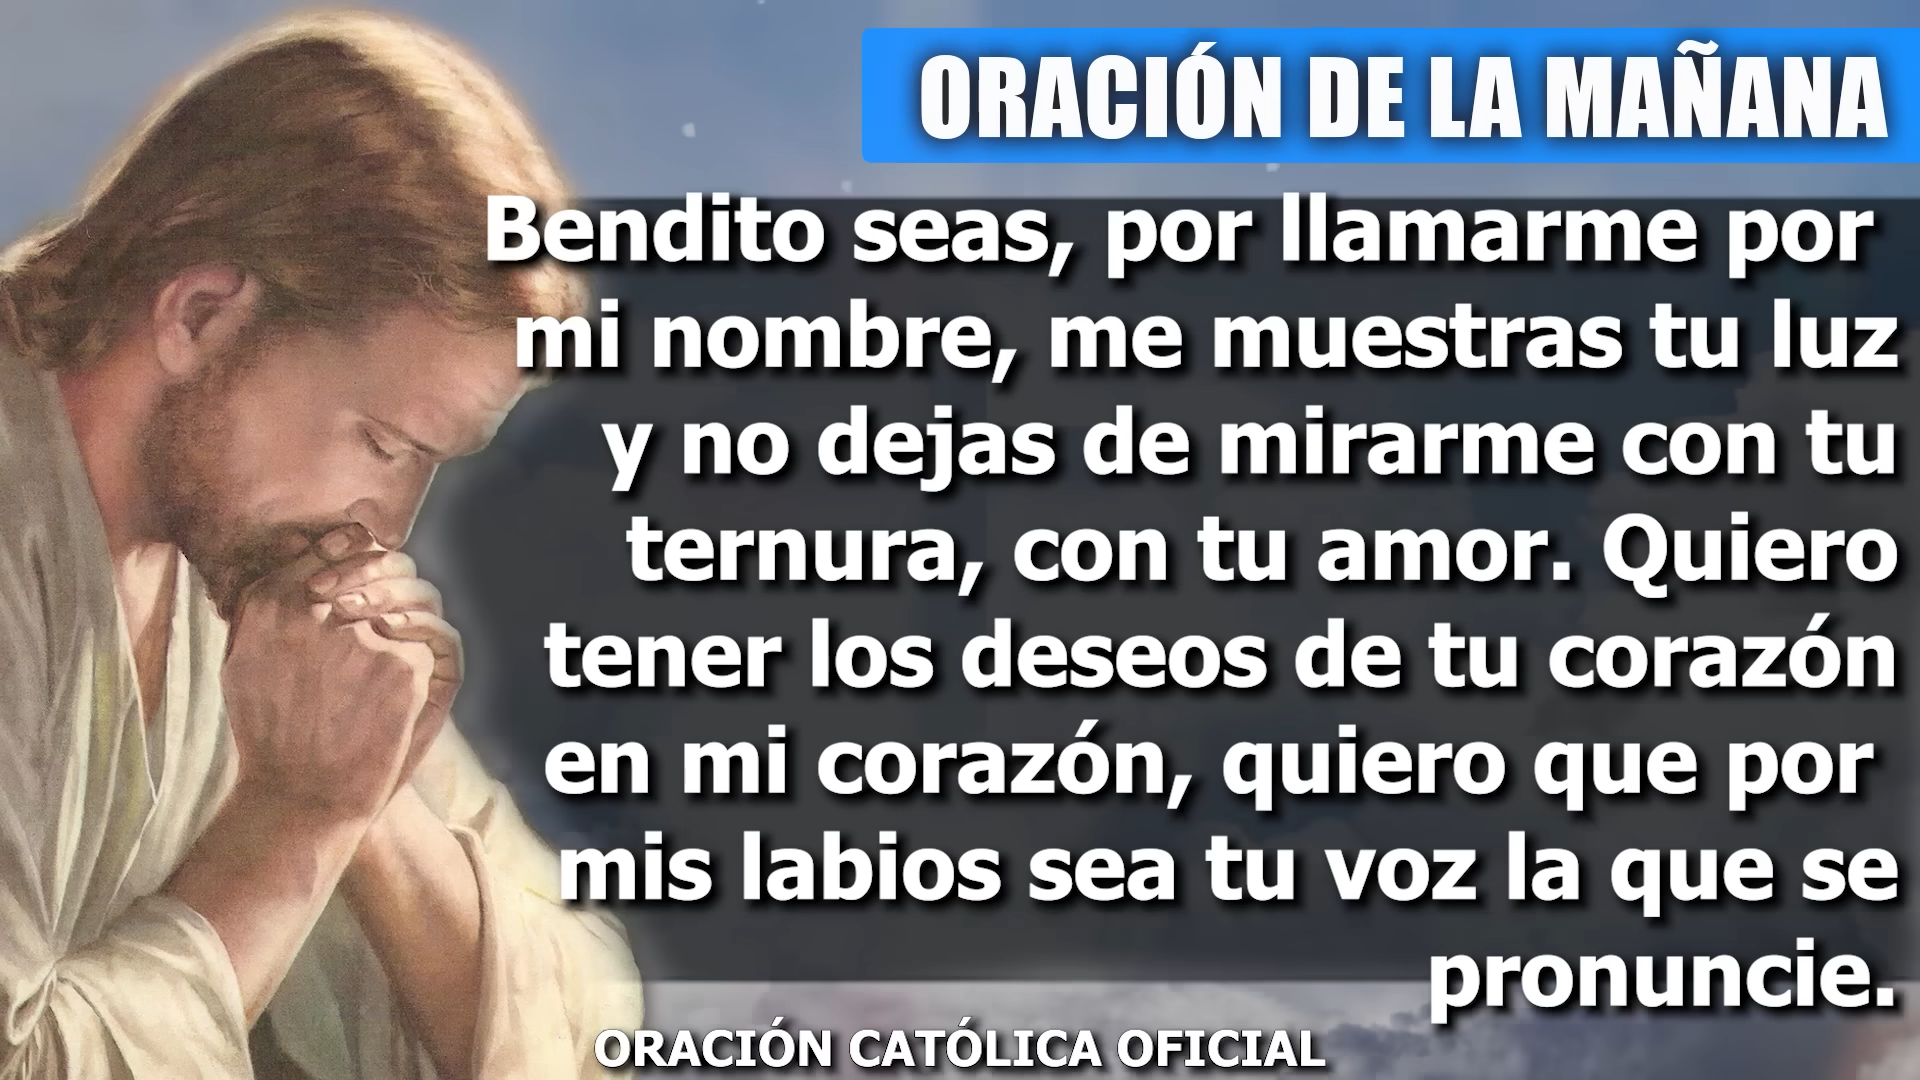 ORACIÓN DE LA MAÑANA
Bendito seas, por llamarme por
mi nombre, me muestras tu luz
y no dejas de mirarme con tu
ternura, con tu amor. Quiero
tener los deseos de tu corazón
en mi corazón, quiero que por
mis labios sea tu voz la que se
pronuncie.
ORACIÓN CATÓLICA OFICIAL